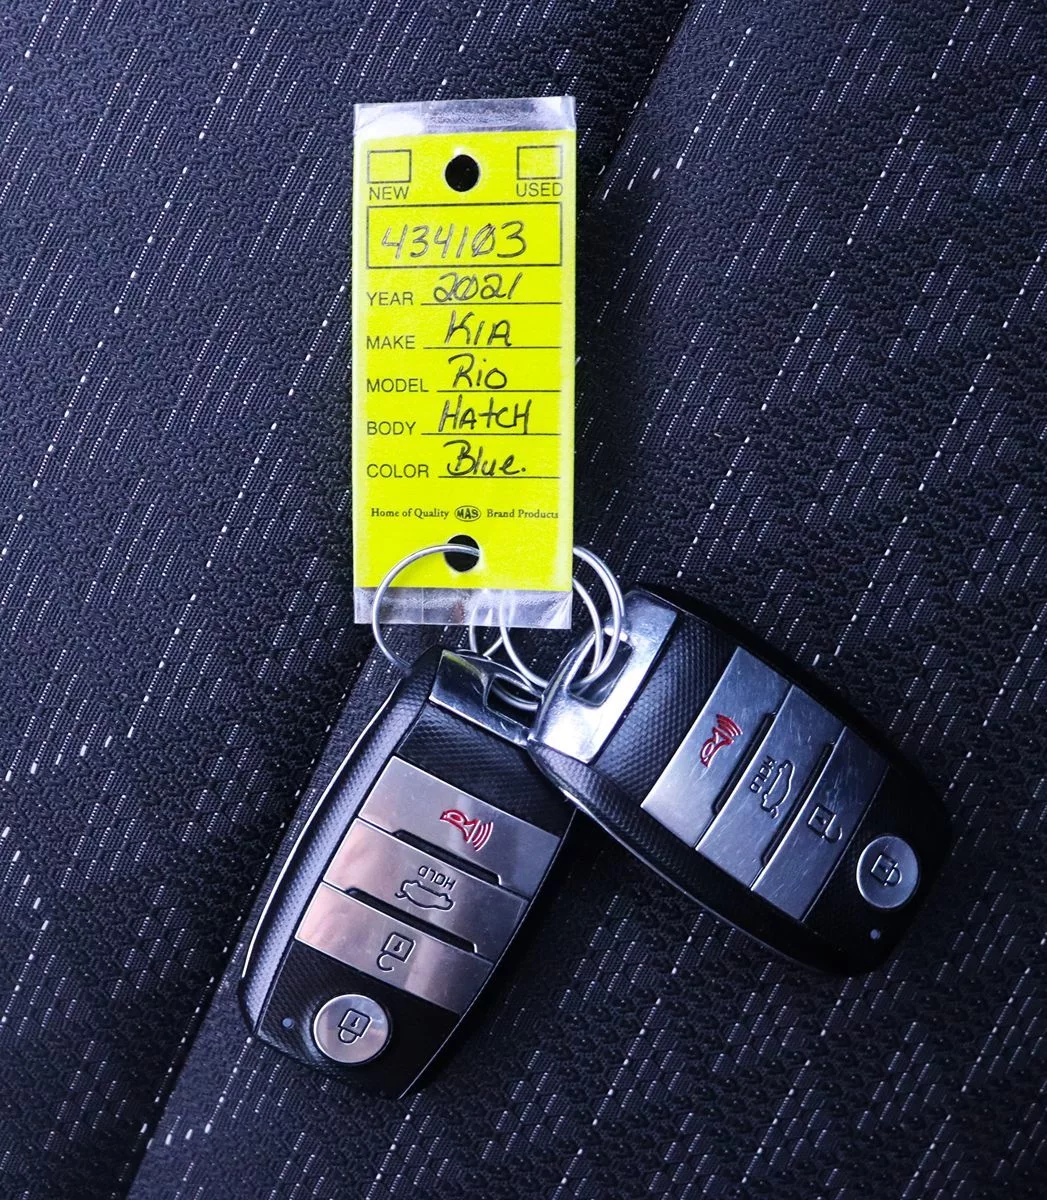 NEW USED
434103
YEAR 2021
MAKE KIA
MODEL Rio
BODY HATCH
COLOR Blue.
Home of Quality MAS Brand Products
HOLD
HOLD